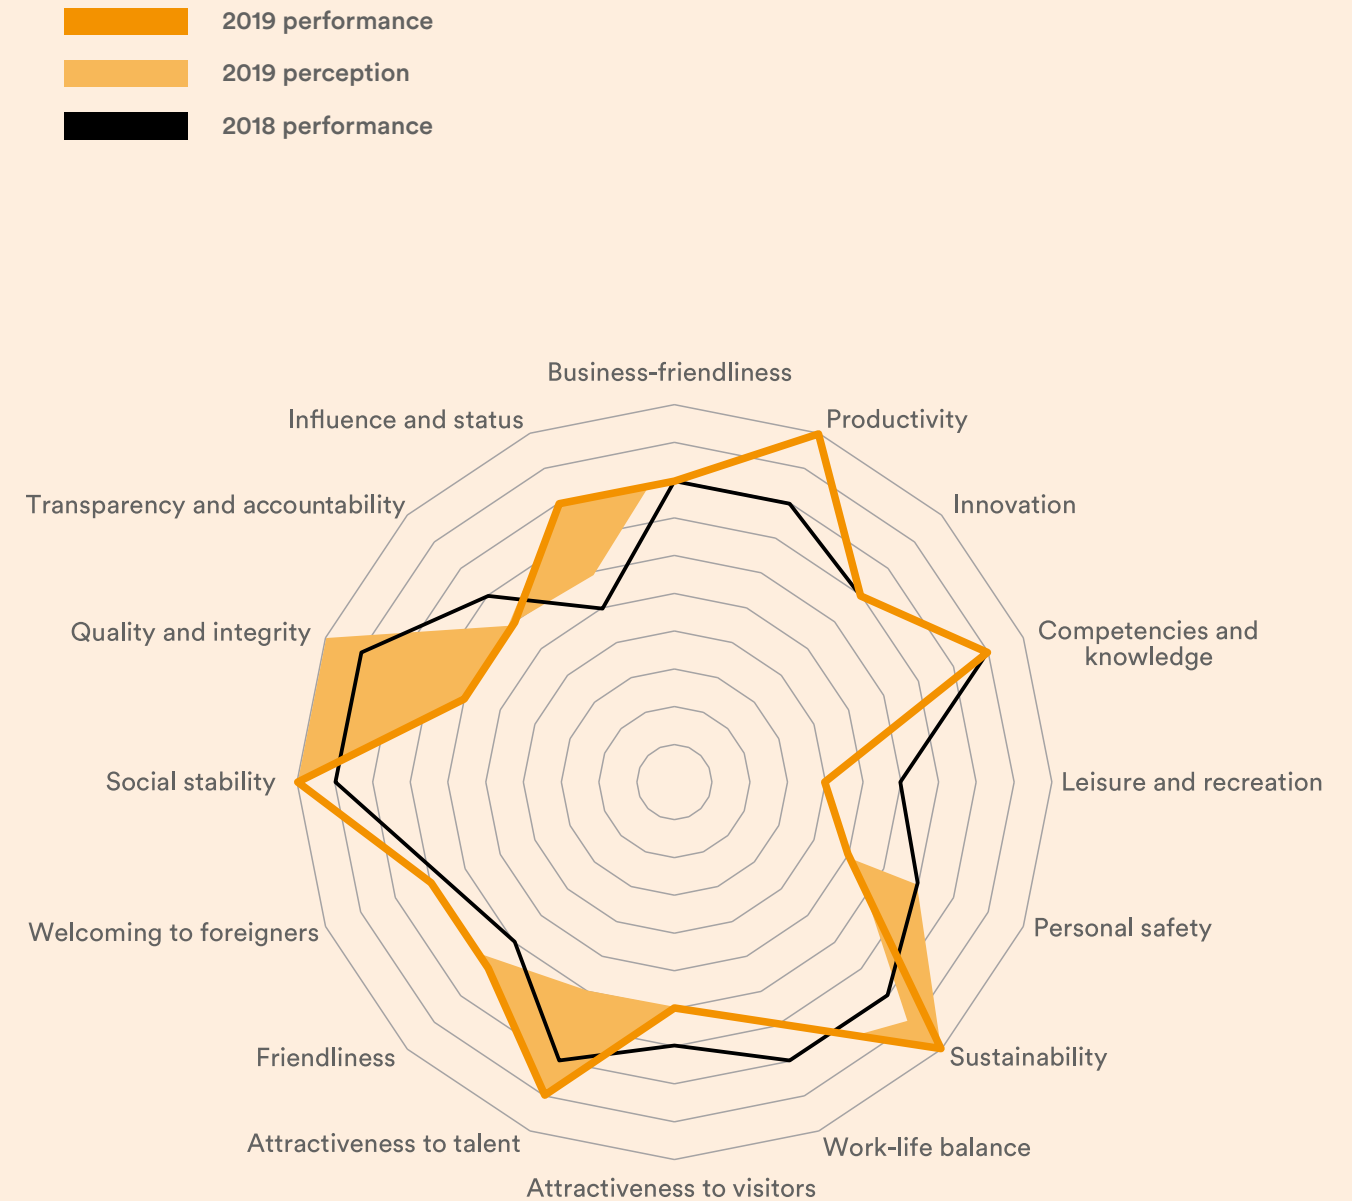 2019 performance
2019 perception
2018 performance
Business-friendliness
Influence and status
Productivity
Transparency and accountability
Innovation
Quality and integrity
Competencies and
knowledge
Social stability
Leisure and recreation
Welcoming to foreigners
Personal safety
Friendliness
Sustainability
Attractiveness to talent
Work-life balance
Attractiveness to visitors